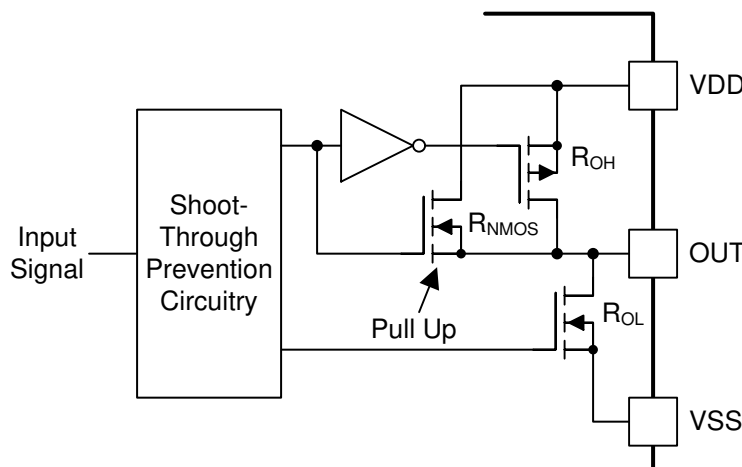 VDD
Shoot-
Through
Prevention
Circuitry
Input
Signal
ROH
RNMOS
OUT
Pull Up
ROL
VSS